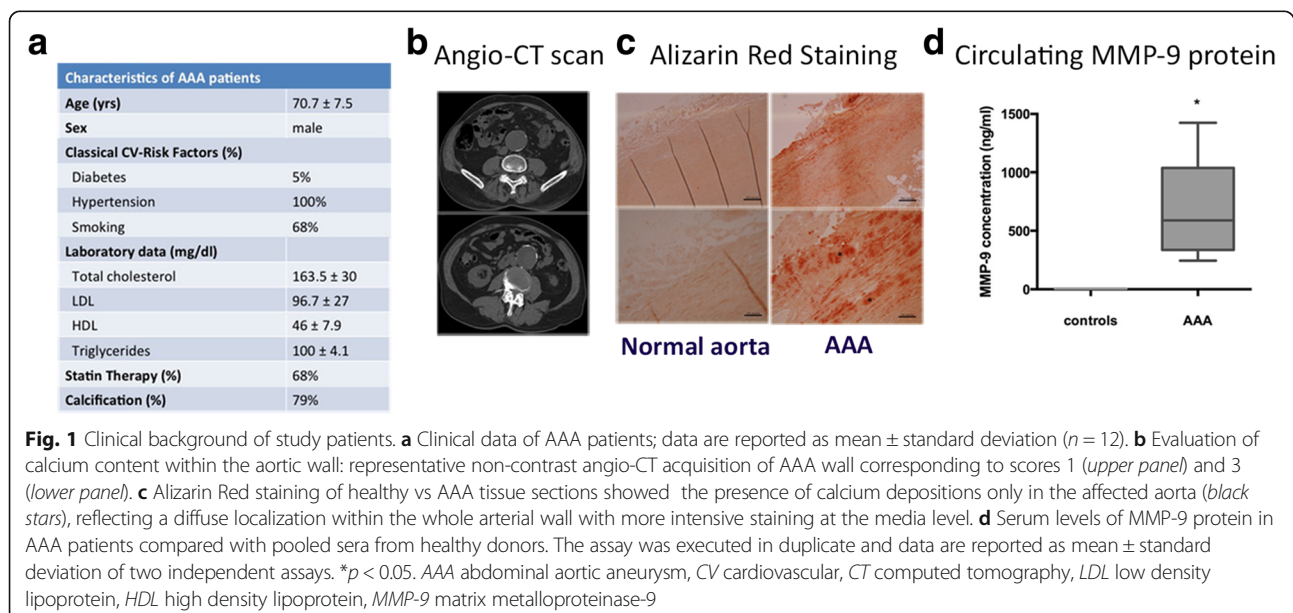 a
b Angio-CT scan
c Alizarin Red Staining
d Circulating MMP-9 protein
Characteristics of AAA patients
Age (yrs) 70.7 ± 7.5
Sex male
Classical CV-Risk Factors (%)
Diabetes 5%
Hypertension 100%
Smoking 68%
Laboratory data (mg/dl)
Total cholesterol 163.5 ± 30
LDL 96.7 ± 27
HDL 46 ± 7.9
Triglycerides 100 ± 4.1
Statin Therapy (%) 68%
Calcification (%) 79%
Normal aorta
AAA
MMP-9 concentration (ng/ml)
1500
1000
500
0
*
controls
AAA
Fig. 1 Clinical background of study patients. a Clinical data of AAA patients; data are reported as mean ± standard deviation (n = 12). b Evaluation of
calcium content within the aortic wall: representative non-contrast angio-CT acquisition of AAA wall corresponding to scores 1 (upper panel) and 3
(lower panel). c Alizarin Red staining of healthy vs AAA tissue sections showed the presence of calcium depositions only in the affected aorta (black
stars), reflecting a diffuse localization within the whole arterial wall with more intensive staining at the media level. d Serum levels of MMP-9 protein in
AAA patients compared with pooled sera from healthy donors. The assay was executed in duplicate and data are reported as mean ± standard
deviation of two independent assays. *p < 0.05. AAA abdominal aortic aneurysm, CV cardiovascular, CT computed tomography, LDL low density
lipoprotein, HDL high density lipoprotein, MMP-9 matrix metalloproteinase-9